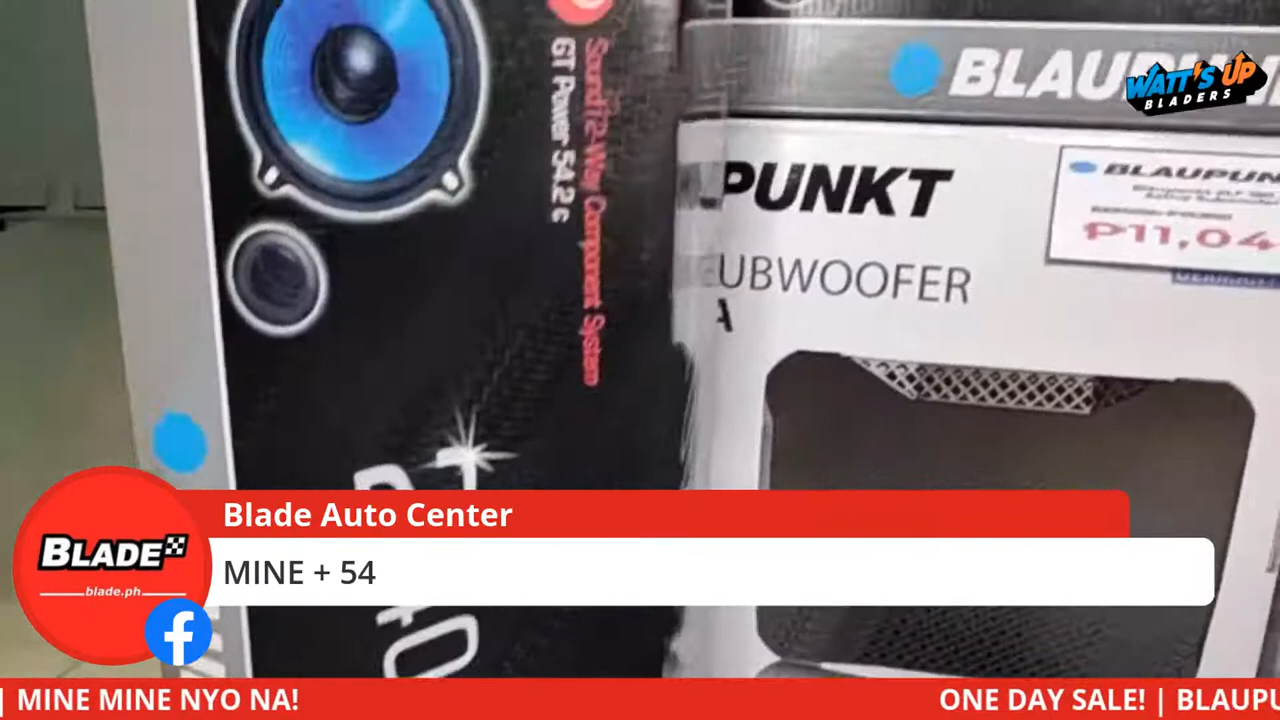 Sound 2-Way Component System
GT Power 54.2 c
BLAUPUNKT
WATT'S UP
BLADERS
PUNKT
UBWOOFER
A
BLAUPUN
₱11,04
Blade Auto Center
BLADE
blade.ph
MINE + 54
| MINE MINE NYO NA!
ONE DAY SALE! | BLAUPU